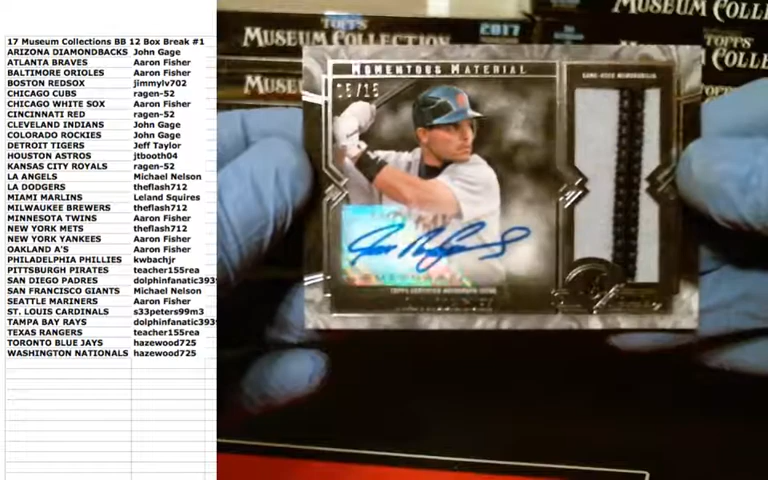 17 Museum Collections BB 12 Box Break #1
ARIZONA DIAMONDBACKS John Gage
ATLANTA BRAVES Aaron Fisher
BALTIMORE ORIOLES Aaron Fisher
BOSTON REDSOX jimmylv702
CHICAGO CUBS ragen-52
CHICAGO WHITE SOX Aaron Fisher
CINCINNATI RED ragen-52
CLEVELAND INDIANS John Gage
COLORADO ROCKIES John Gage
DETROIT TIGERS Jeff Taylor
HOUSTON ASTROS jtbooth04
KANSAS CITY ROYALS ragen-52
LA ANGELS Michael Nelson
LA DODGERS theflash712
MIAMI MARLINS Leland Squires
MILWAUKEE BREWERS theflash712
MINNESOTA TWINS Aaron Fisher
NEW YORK METS theflash712
NEW YORK YANKEES Aaron Fisher
OAKLAND A'S Aaron Fisher
PHILADELPHIA PHILLIES kwbachjr
PITTSBURGH PIRATES teacher155rea
SAN DIEGO PADRES dolphinfanatic393
SAN FRANCISCO GIANTS Michael Nelson
SEATTLE MARINERS Aaron Fisher
ST. LOUIS CARDINALS s33peters99m3
TAMPA BAY RAYS dolphinfanatic393
TEXAS RANGERS teacher155rea
TORONTO BLUE JAYS hazewood725
WASHINGTON NATIONALS hazewood725
TOPPS
MUSEUM COLLECTION
2017
MUSEUM COLLECTION
MUSEUM COLL
TOPPS
COLLE
MOMENTOUS MATERIAL
GAME-USED MEMORABILIA
15/15